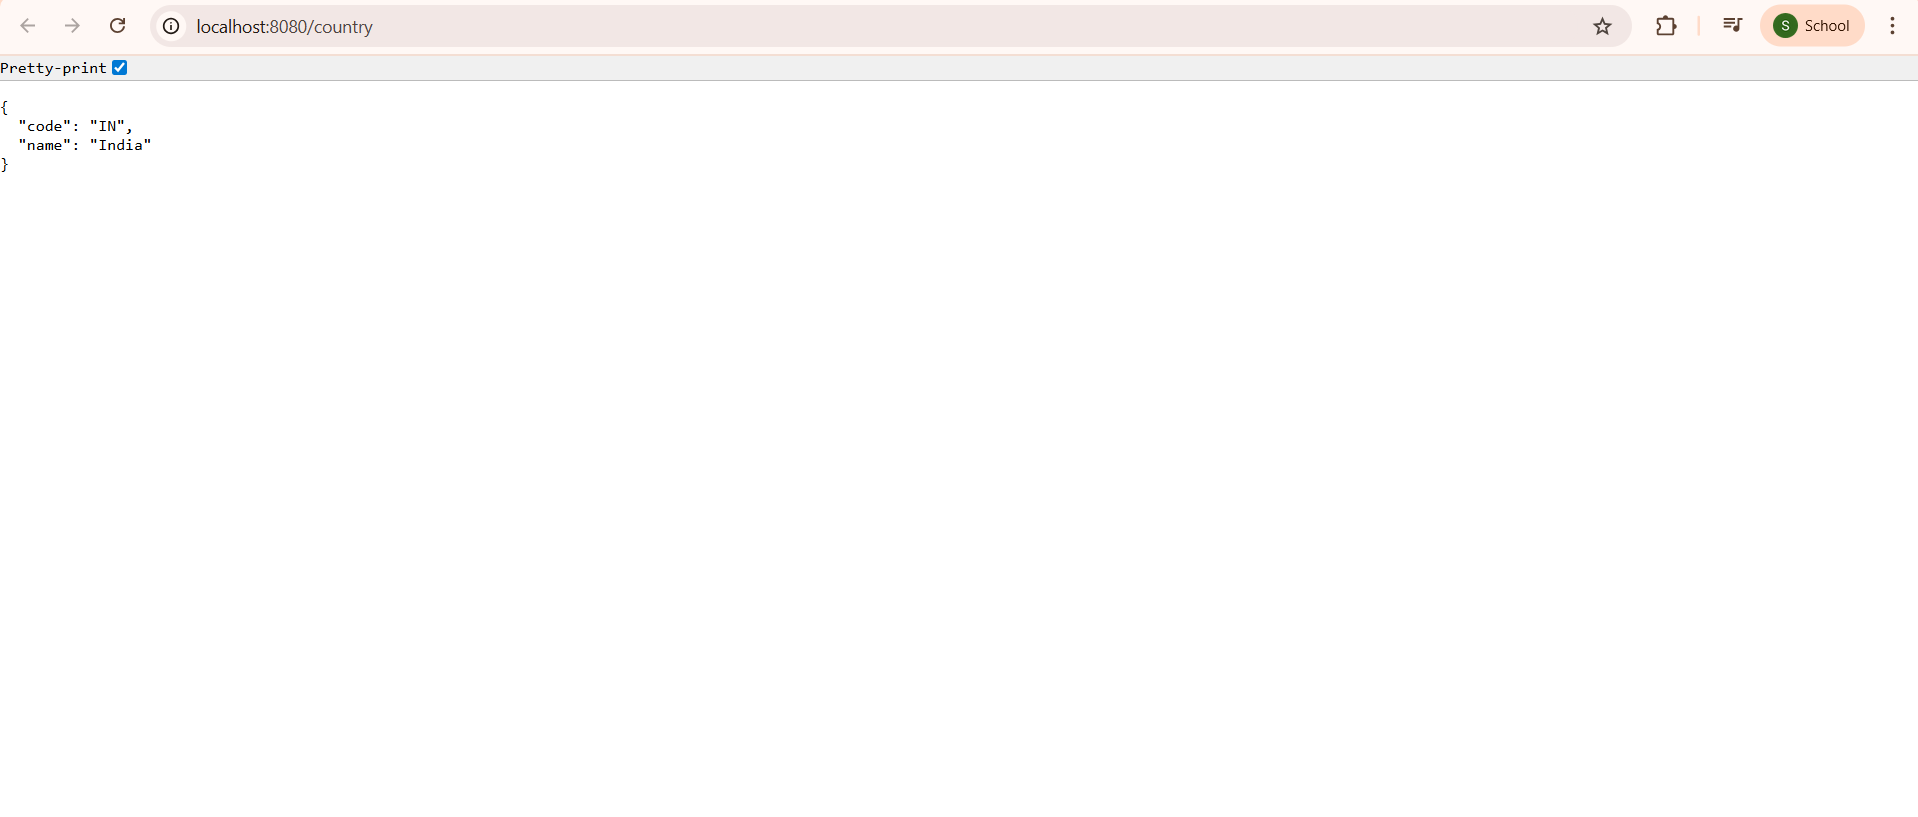 localhost:8080/country
S School
Pretty-print
{
  "code": "IN",
  "name": "India"
}